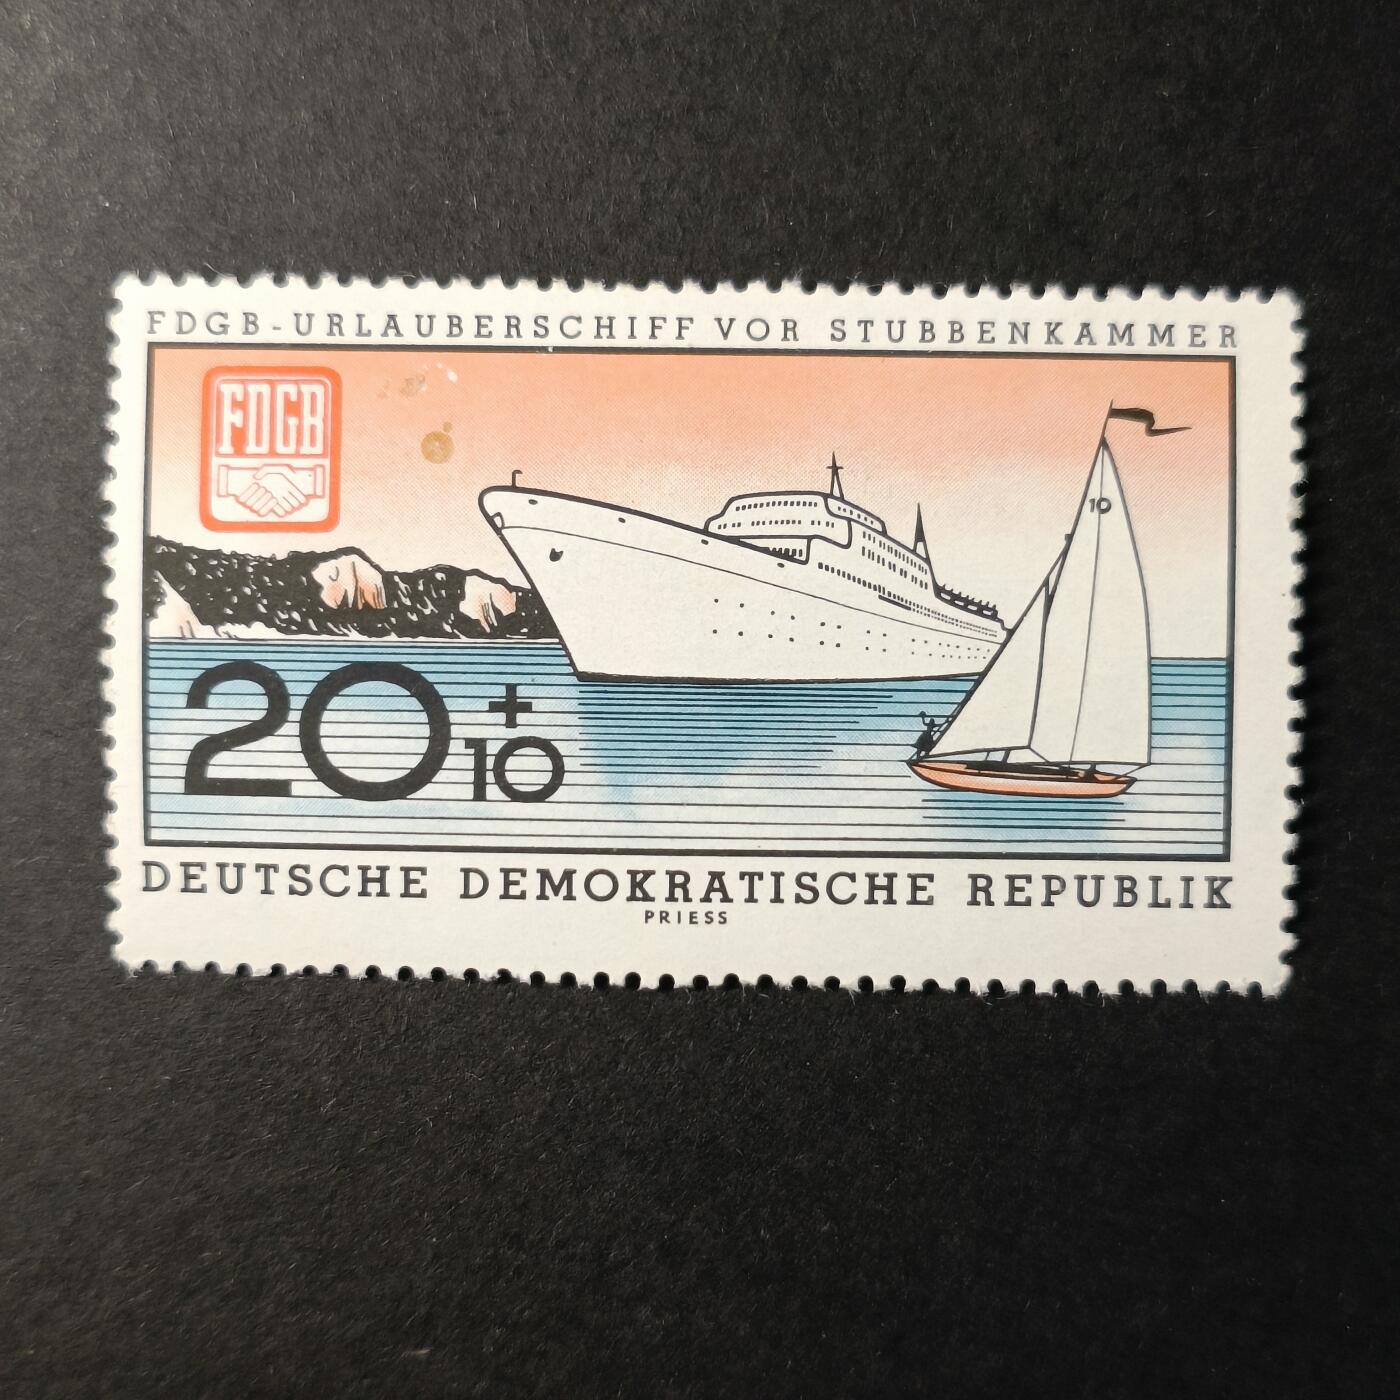 FDGB-URLAUBERSCHIFF VOR STUBBENKAMMER
FDGB
10
20+10
DEUTSCHE DEMOKRATISCHE REPUBLIK
PRIESS